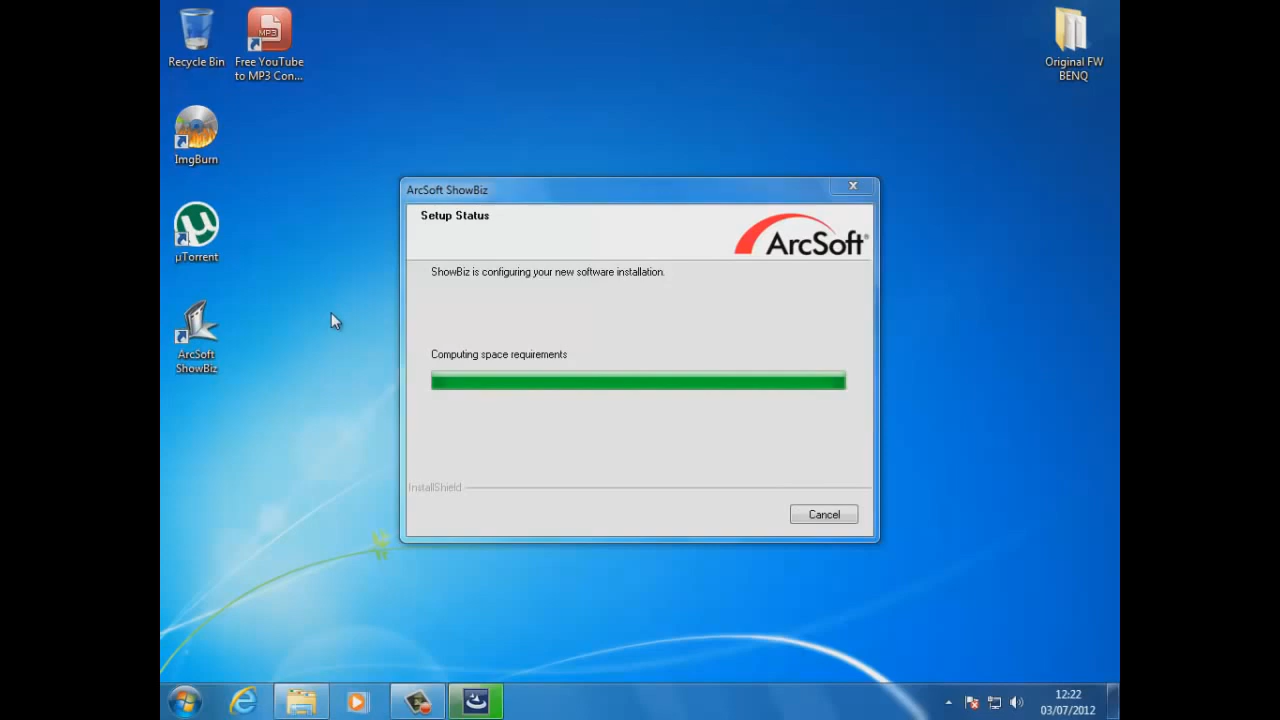 Recycle Bin
Free YouTube
to MP3 Con...
MP3
Original FW
BENQ
ImgBurn
µTorrent
ArcSoft
ShowBiz
ArcSoft ShowBiz
Setup Status
ArcSoft®
ShowBiz is configuring your new software installation.
Computing space requirements
InstallShield
Cancel
12:22
03/07/2012